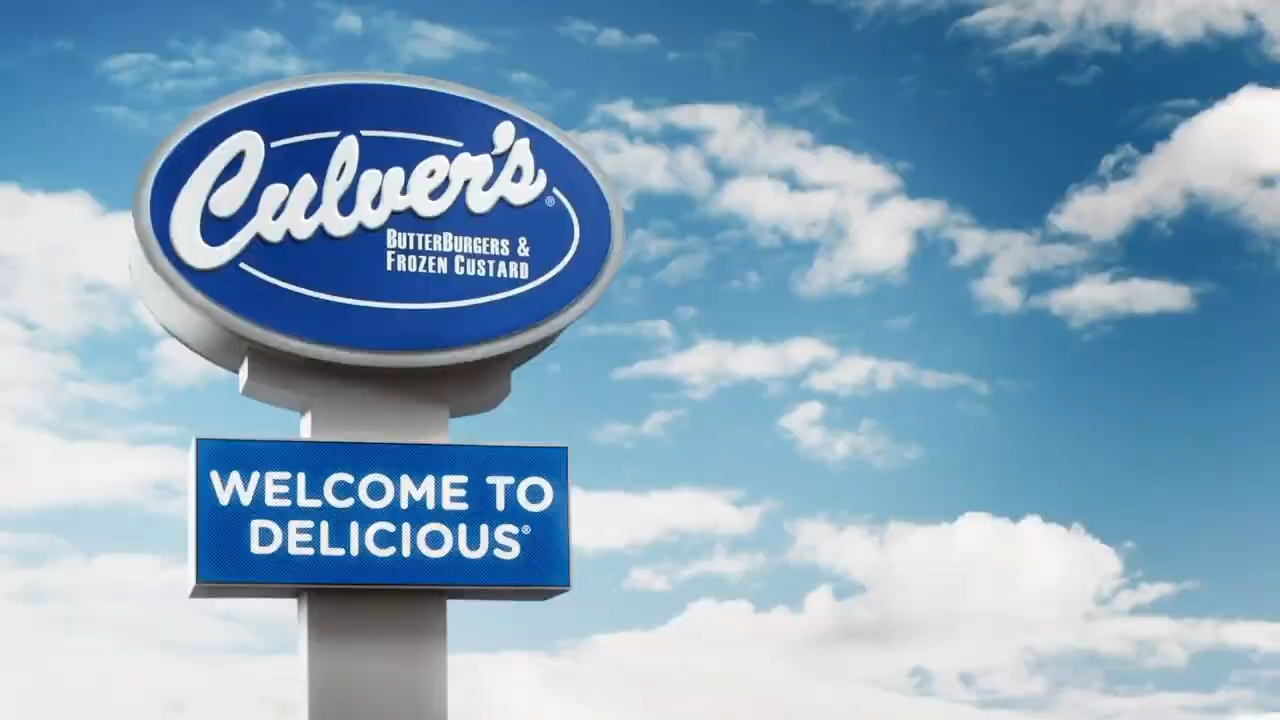 Culver's®
BUTTERBURGERS &
FROZEN CUSTARD
WELCOME TO
DELICIOUS®